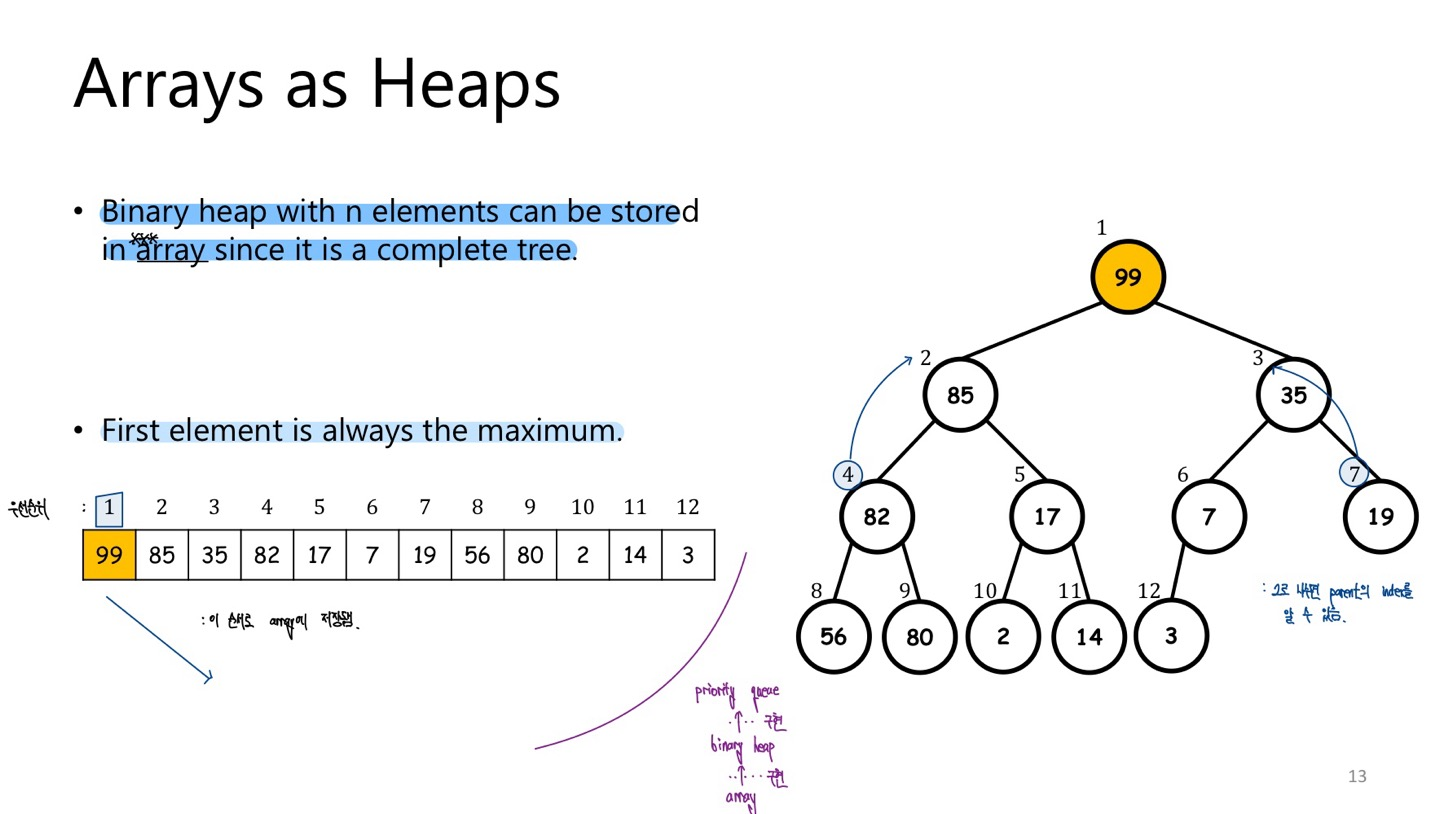 Arrays as Heaps
• Binary heap with n elements can be stored
***
in array since it is a complete tree.
• First element is always the maximum.
우선순위 : 1 2 3 4 5 6 7 8 9 10 11 12
99 85 35 82 17 7 19 56 80 2 14 3
: 이 순서로 array에 저장됨.
1
99
2 3
85 35
4 5 6 7
82 17 7 19
8 9 10 11 12
56 80 2 14 3
: 2로 나누면 parent의 index를
알 수 있음.
priority queue
구현
binary heap
구현
array
13